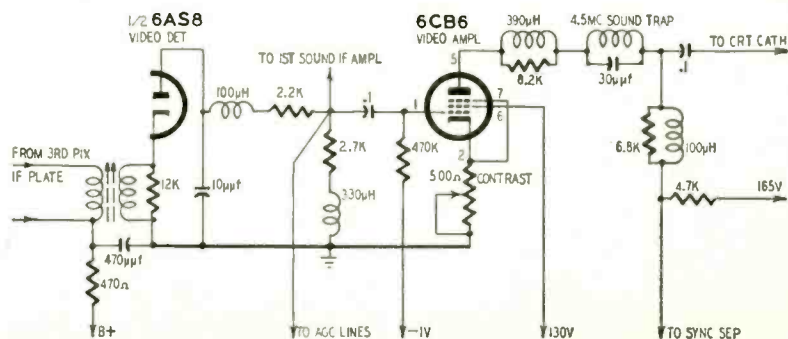 1/2 6AS8
VIDEO DET
FROM 3RD PIX
IF PLATE
12K
470µµf
470Ω
B+
10µµf
100µH
2.2K
TO 1ST SOUND IF AMPL
2.7K
330µH
TO AGC LINES
.1
470K
-1V
6CB6
VIDEO AMPL
5
1
7
6
2
500Ω
CONTRAST
130V
390µH
8.2K
4.5MC SOUND TRAP
30µµf
.1
TO CRT CATH
6.8K
100µH
4.7K
165V
TO SYNC SEP